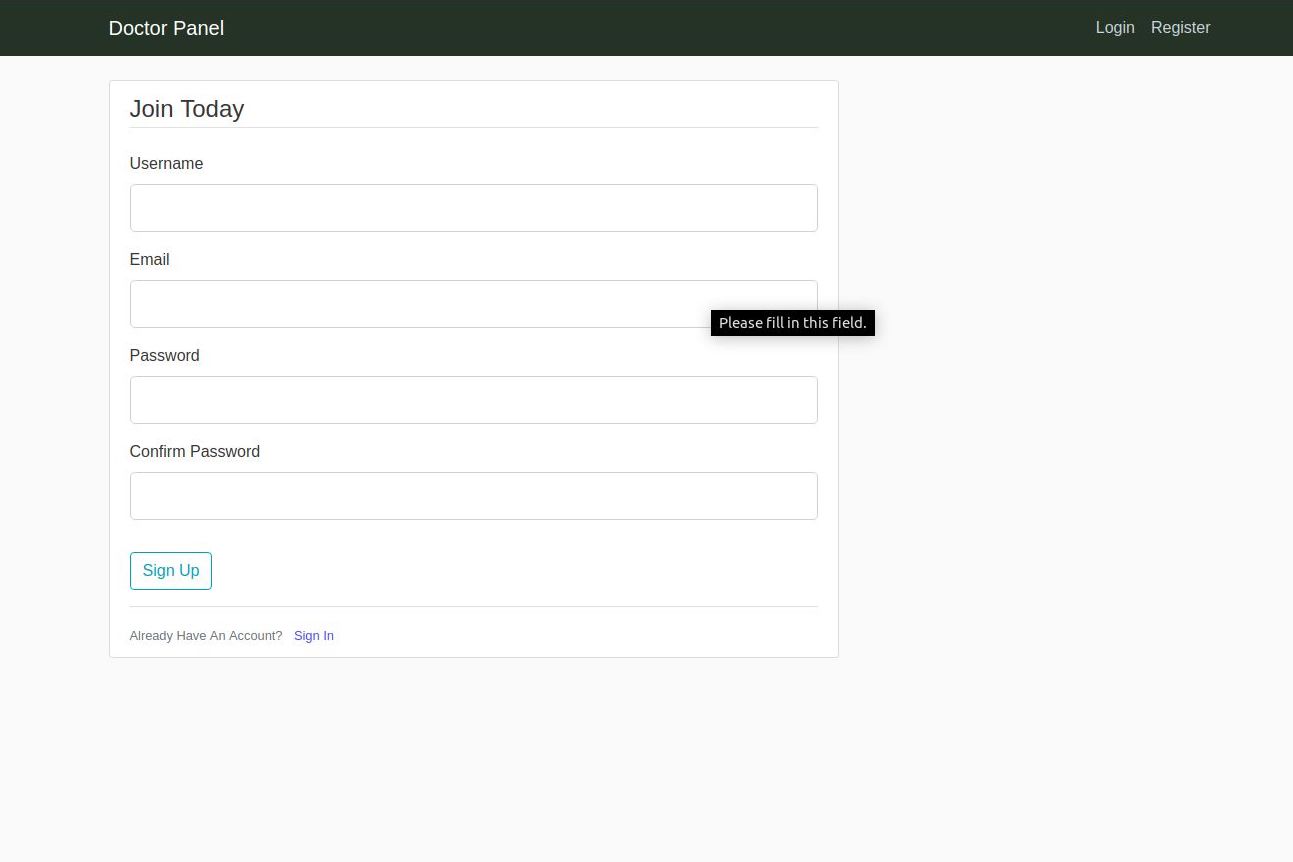 Doctor Panel
Login Register
Join Today
Username
Email
Please fill in this field.
Password
Confirm Password
Sign Up
Already Have An Account? Sign In